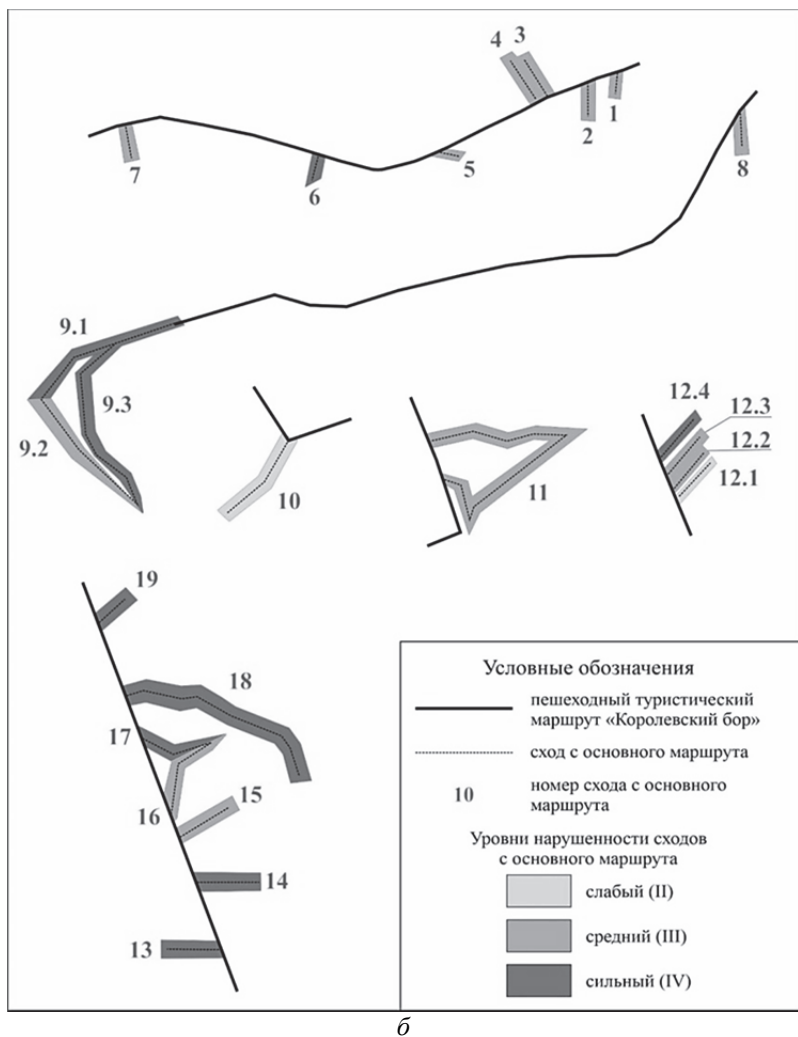 4 3
1
2
7
6
5
8
9.1
9.3
9.2
10
11
12.4
12.3
12.2
12.1
19
18
17
16
15
14
13
Условные обозначения
пешеходный туристический
маршрут «Королевский бор»
сход с основного маршрута
10 номер схода с основного
маршрута
Уровни нарушенности сходов
с основного маршрута
слабый (II)
средний (III)
сильный (IV)
б